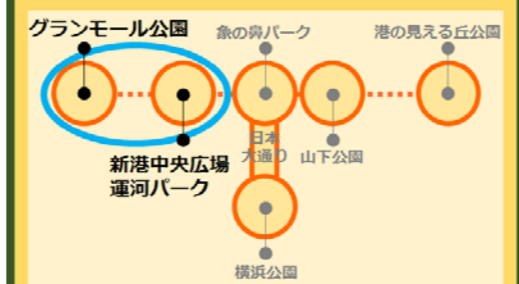 グランモール公園
象の鼻パーク
港の見える丘公園
新港中央広場
運河パーク
日本
大通り
山下公園
横浜公園